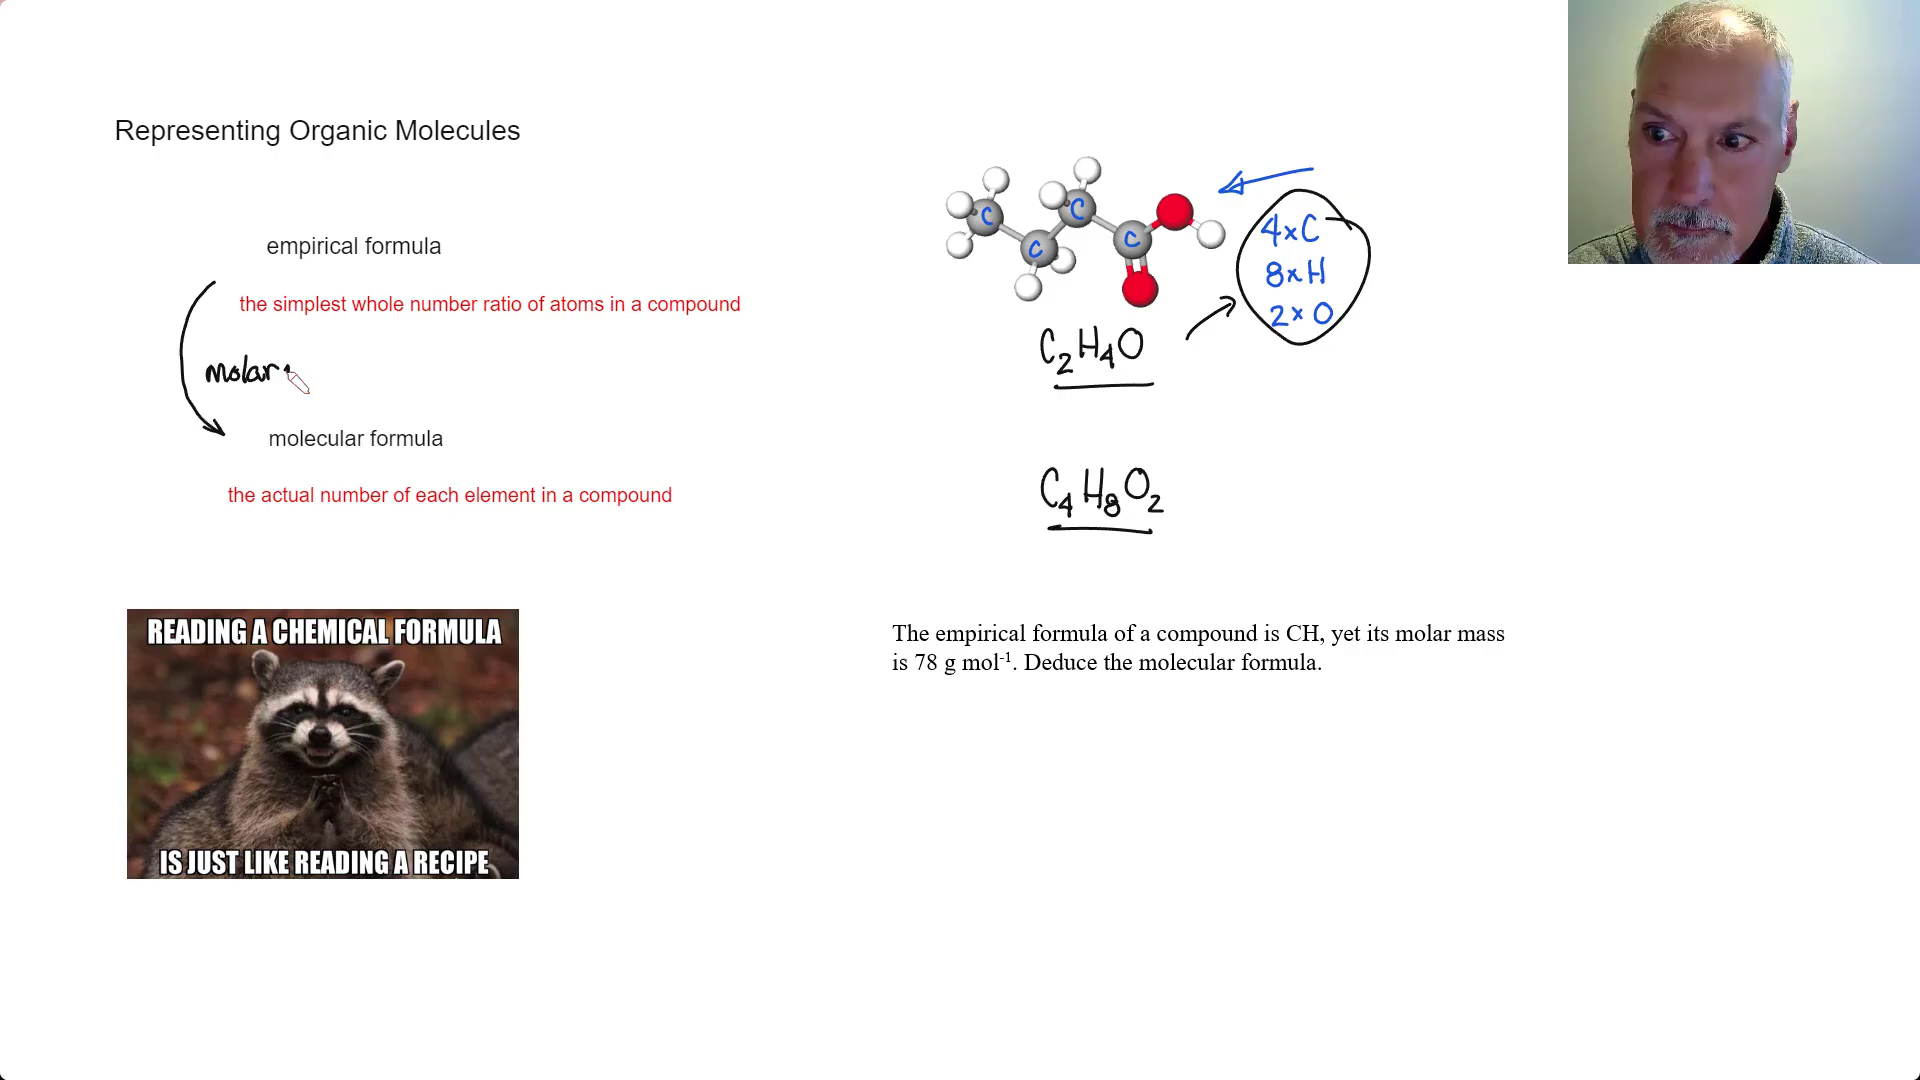 Representing Organic Molecules
empirical formula
the simplest whole number ratio of atoms in a compound
molar
molecular formula
the actual number of each element in a compound
C C C C
4×C
8×H
2×O
C₂H₄O
C₄H₈O₂
READING A CHEMICAL FORMULA
IS JUST LIKE READING A RECIPE
The empirical formula of a compound is CH, yet its molar mass
is 78 g mol⁻¹. Deduce the molecular formula.